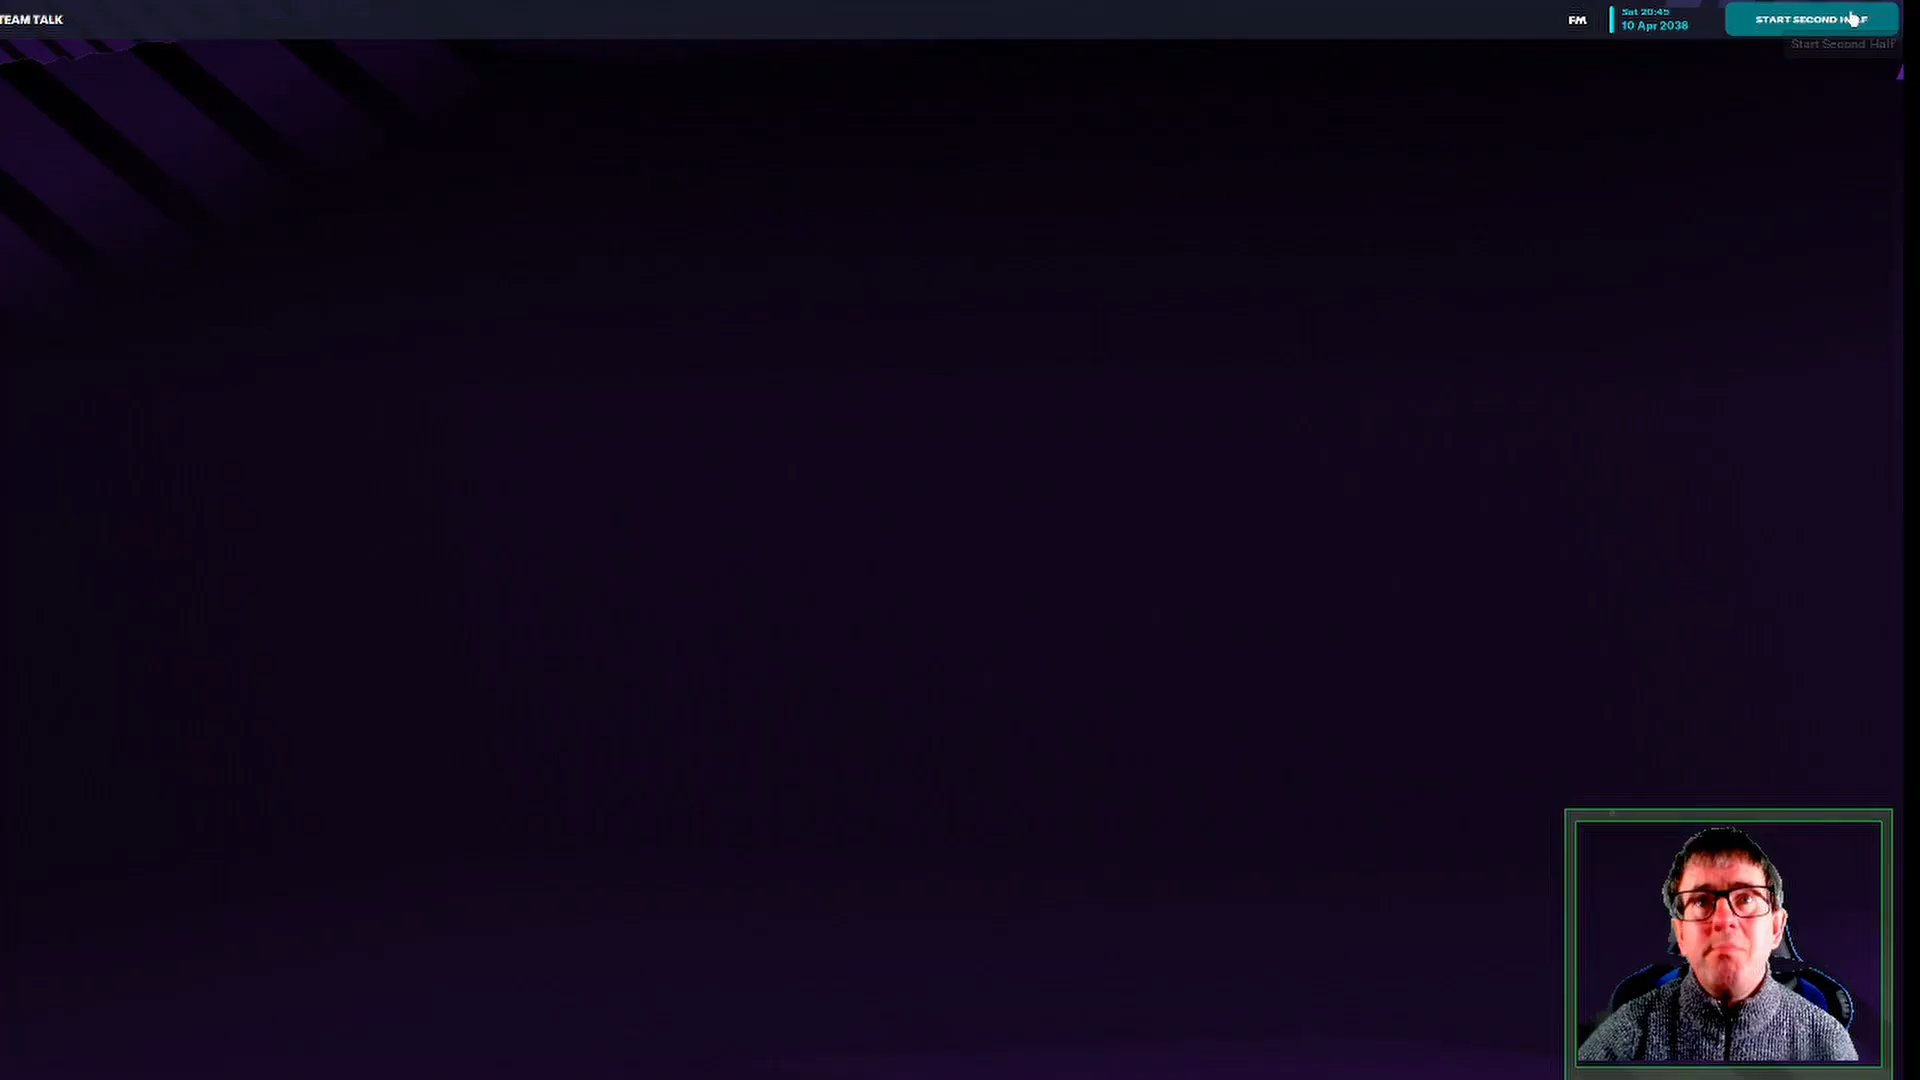 TEAM TALK
FM
Sat 20:45
10 Apr 2038
START SECOND HALF
Start Second Half